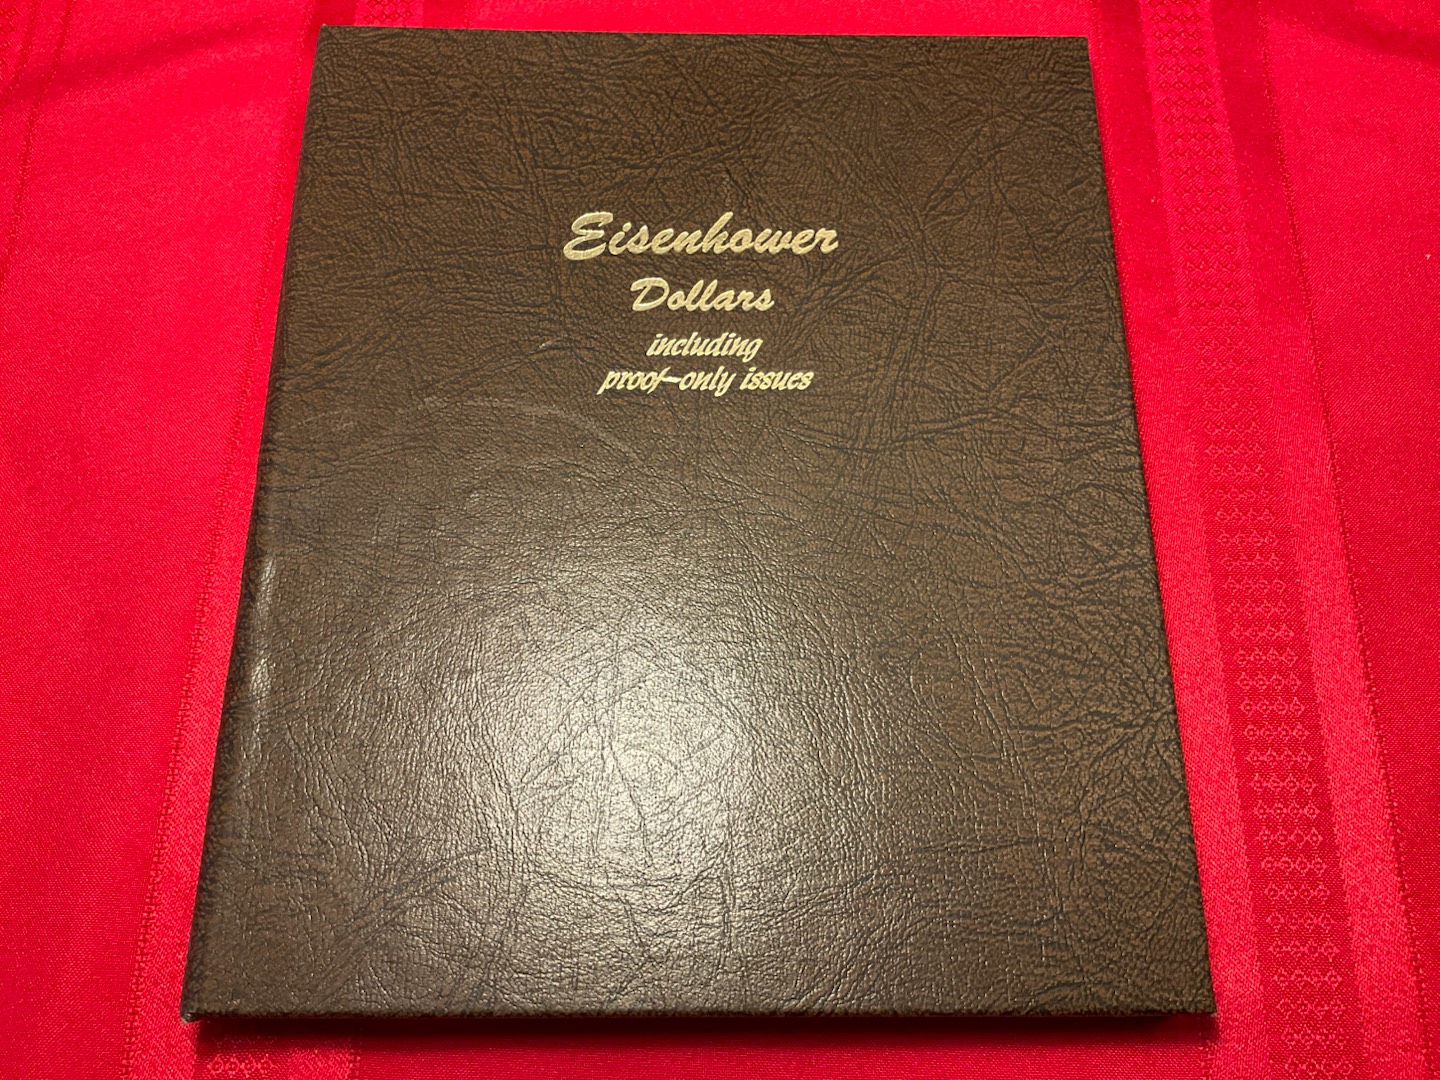 Eisenhower
Dollars
including
proof-only issues